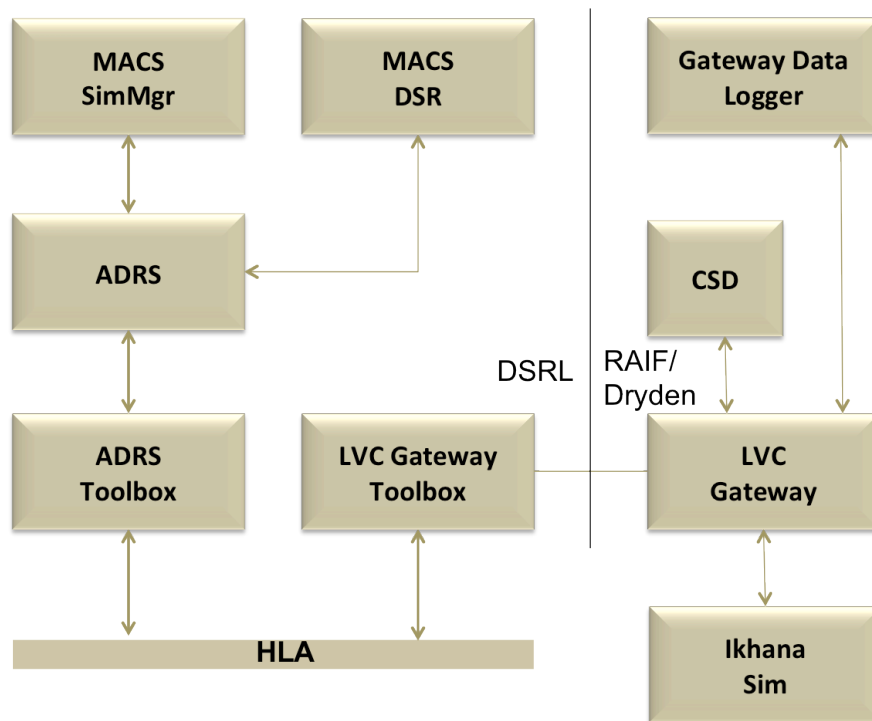 MACS
SimMgr
MACS
DSR
Gateway Data
Logger
ADRS
CSD
DSRL
RAIF/
Dryden
ADRS
Toolbox
LVC Gateway
Toolbox
LVC
Gateway
HLA
Ikhana
Sim